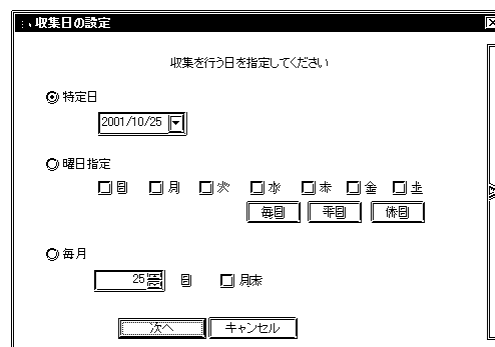 収集日の設定
収集を行う日を指定してください
特定日
2001/10/25
曜日指定
日 月 火 水 木 金 土
毎日 平日 休日
毎月
25 日 月末
次へ キャンセル